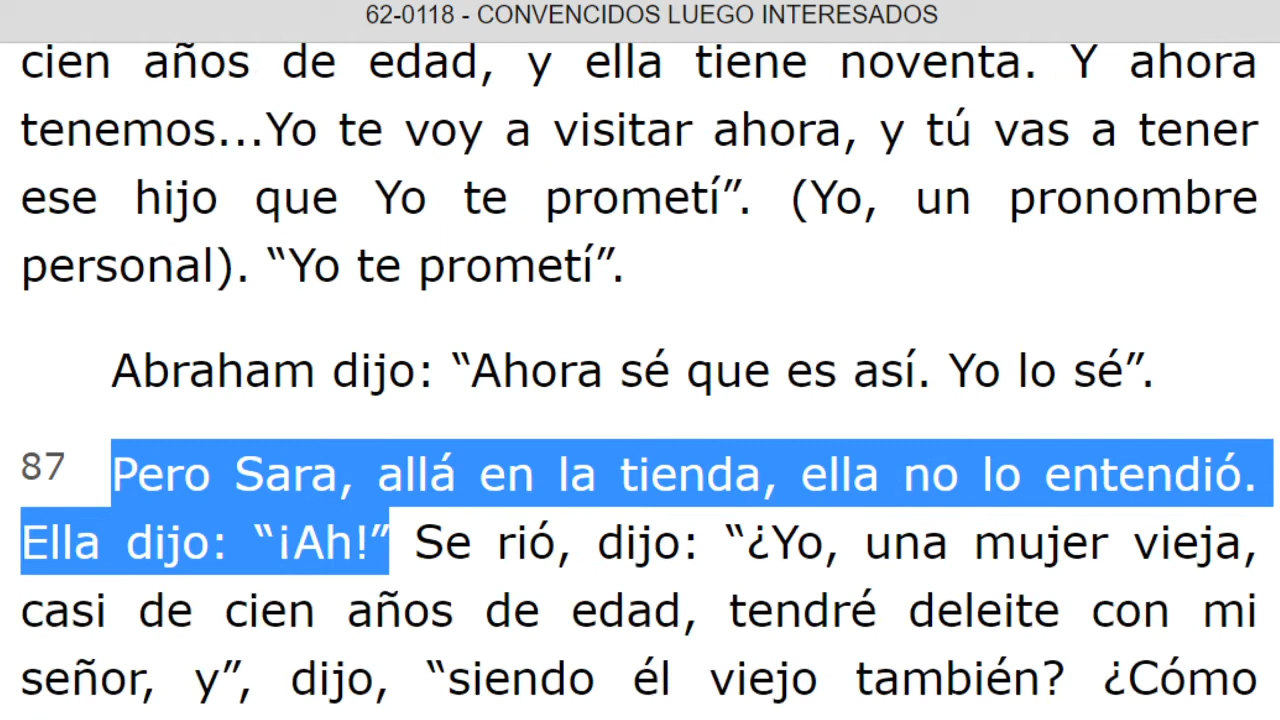 62-0118 - CONVENCIDOS LUEGO INTERESADOS
cien años de edad, y ella tiene noventa. Y ahora
tenemos...Yo te voy a visitar ahora, y tú vas a tener
ese hijo que Yo te prometí”. (Yo, un pronombre
personal). “Yo te prometí”.
Abraham dijo: “Ahora sé que es así. Yo lo sé”.
87 Pero Sara, allá en la tienda, ella no lo entendió.
Ella dijo: “¡Ah!” Se rió, dijo: “¿Yo, una mujer vieja,
casi de cien años de edad, tendré deleite con mi
señor, y”, dijo, “siendo él viejo también? ¿Cómo